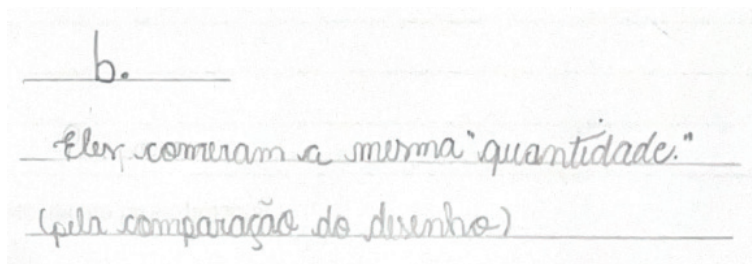 b.
Eles comeram a mesma "quantidade."
(pela comparação do desenho)